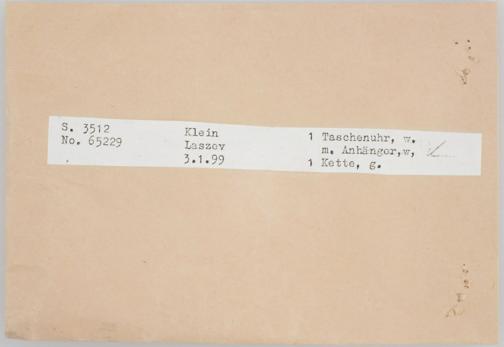 S. 3512
No. 65229
Klein
Laszev
3.1.99
1 Taschenuhr, w.
m. Anhänger,w,
1 Kette, g.